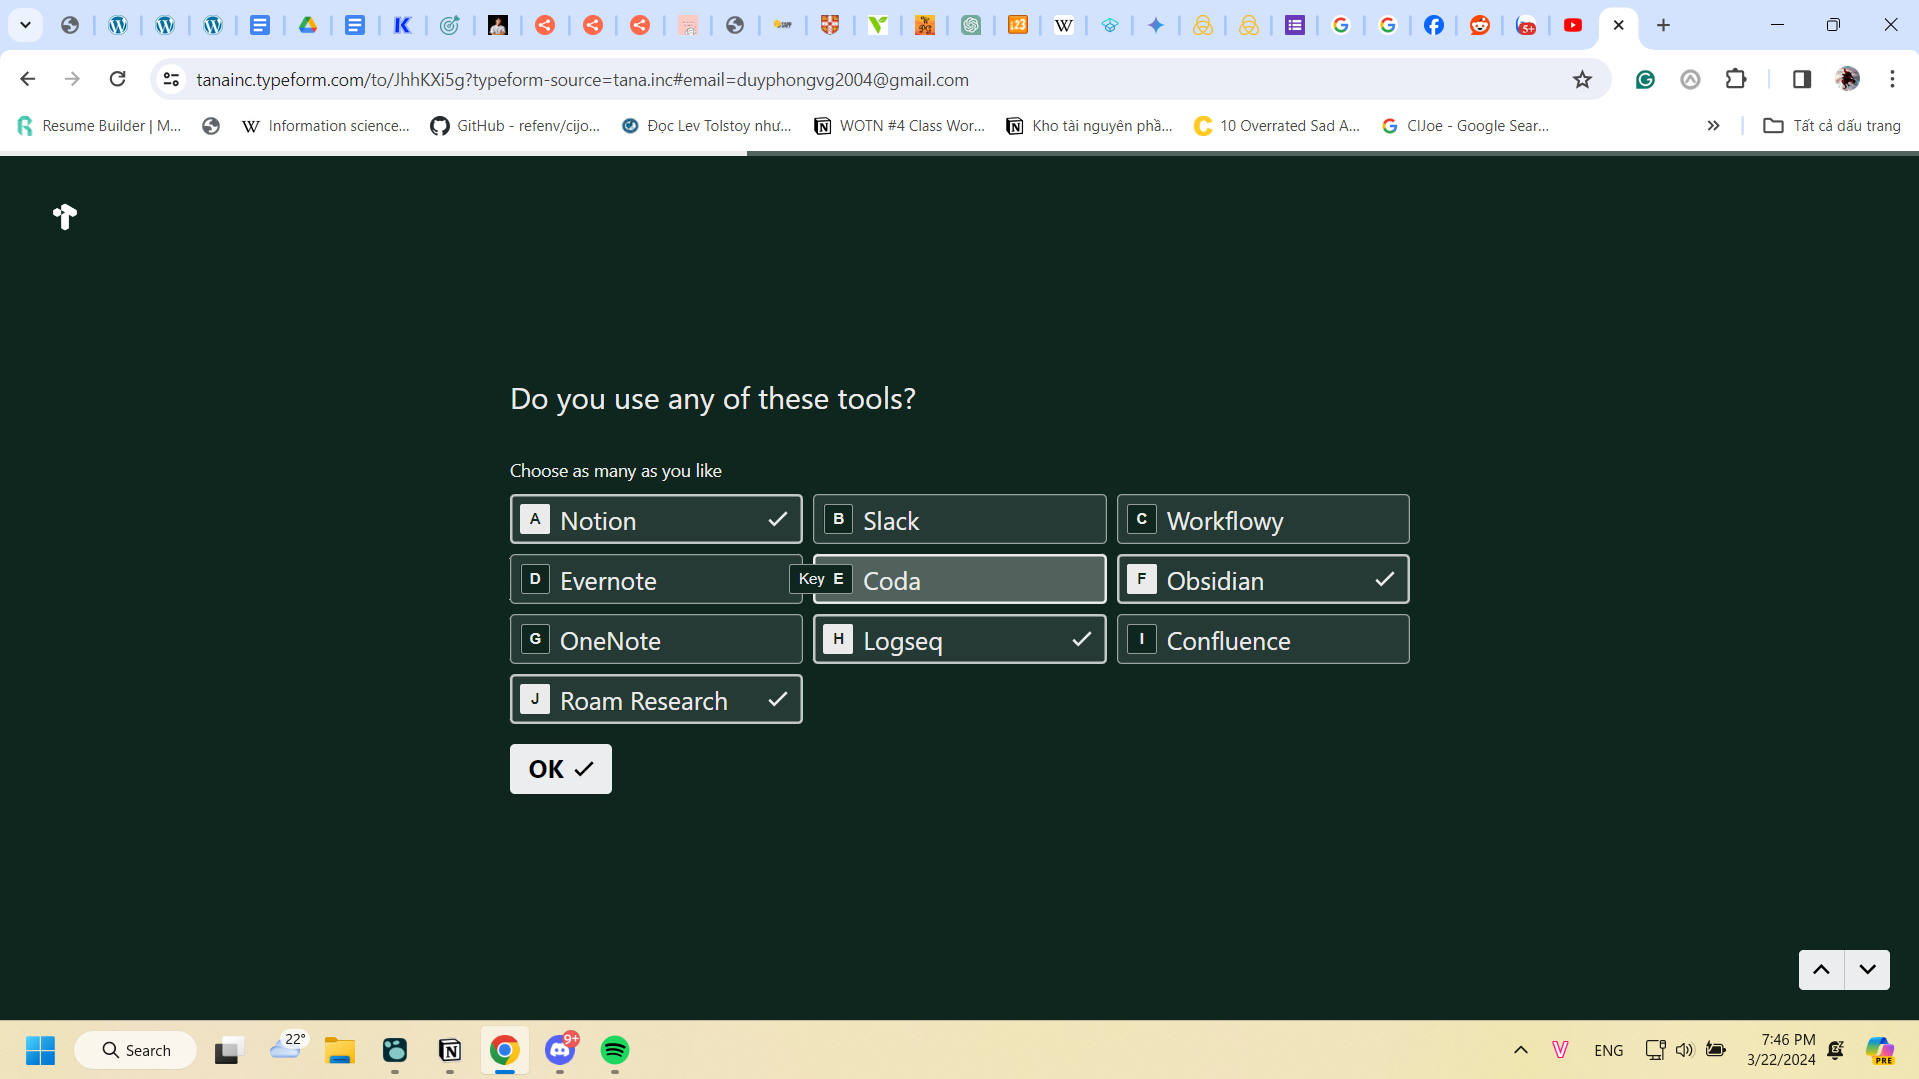 tanainc.typeform.com/to/JhhKXi5g?typeform-source=tana.inc#email=duyphongvg2004@gmail.com
Resume Builder | M...
Information science...
GitHub - refenv/cijo...
Đọc Lev Tolstoy như...
WOTN #4 Class Wor...
Kho tài nguyên phầ...
10 Overrated Sad A...
CIJoe - Google Sear...
Tất cả dấu trang
Do you use any of these tools?
Choose as many as you like
A Notion
B Slack
C Workflowy
D Evernote
Key E Coda
F Obsidian
G OneNote
H Logseq
I Confluence
J Roam Research
OK
Search
22°
9+
ENG
7:46 PM
3/22/2024
PRE